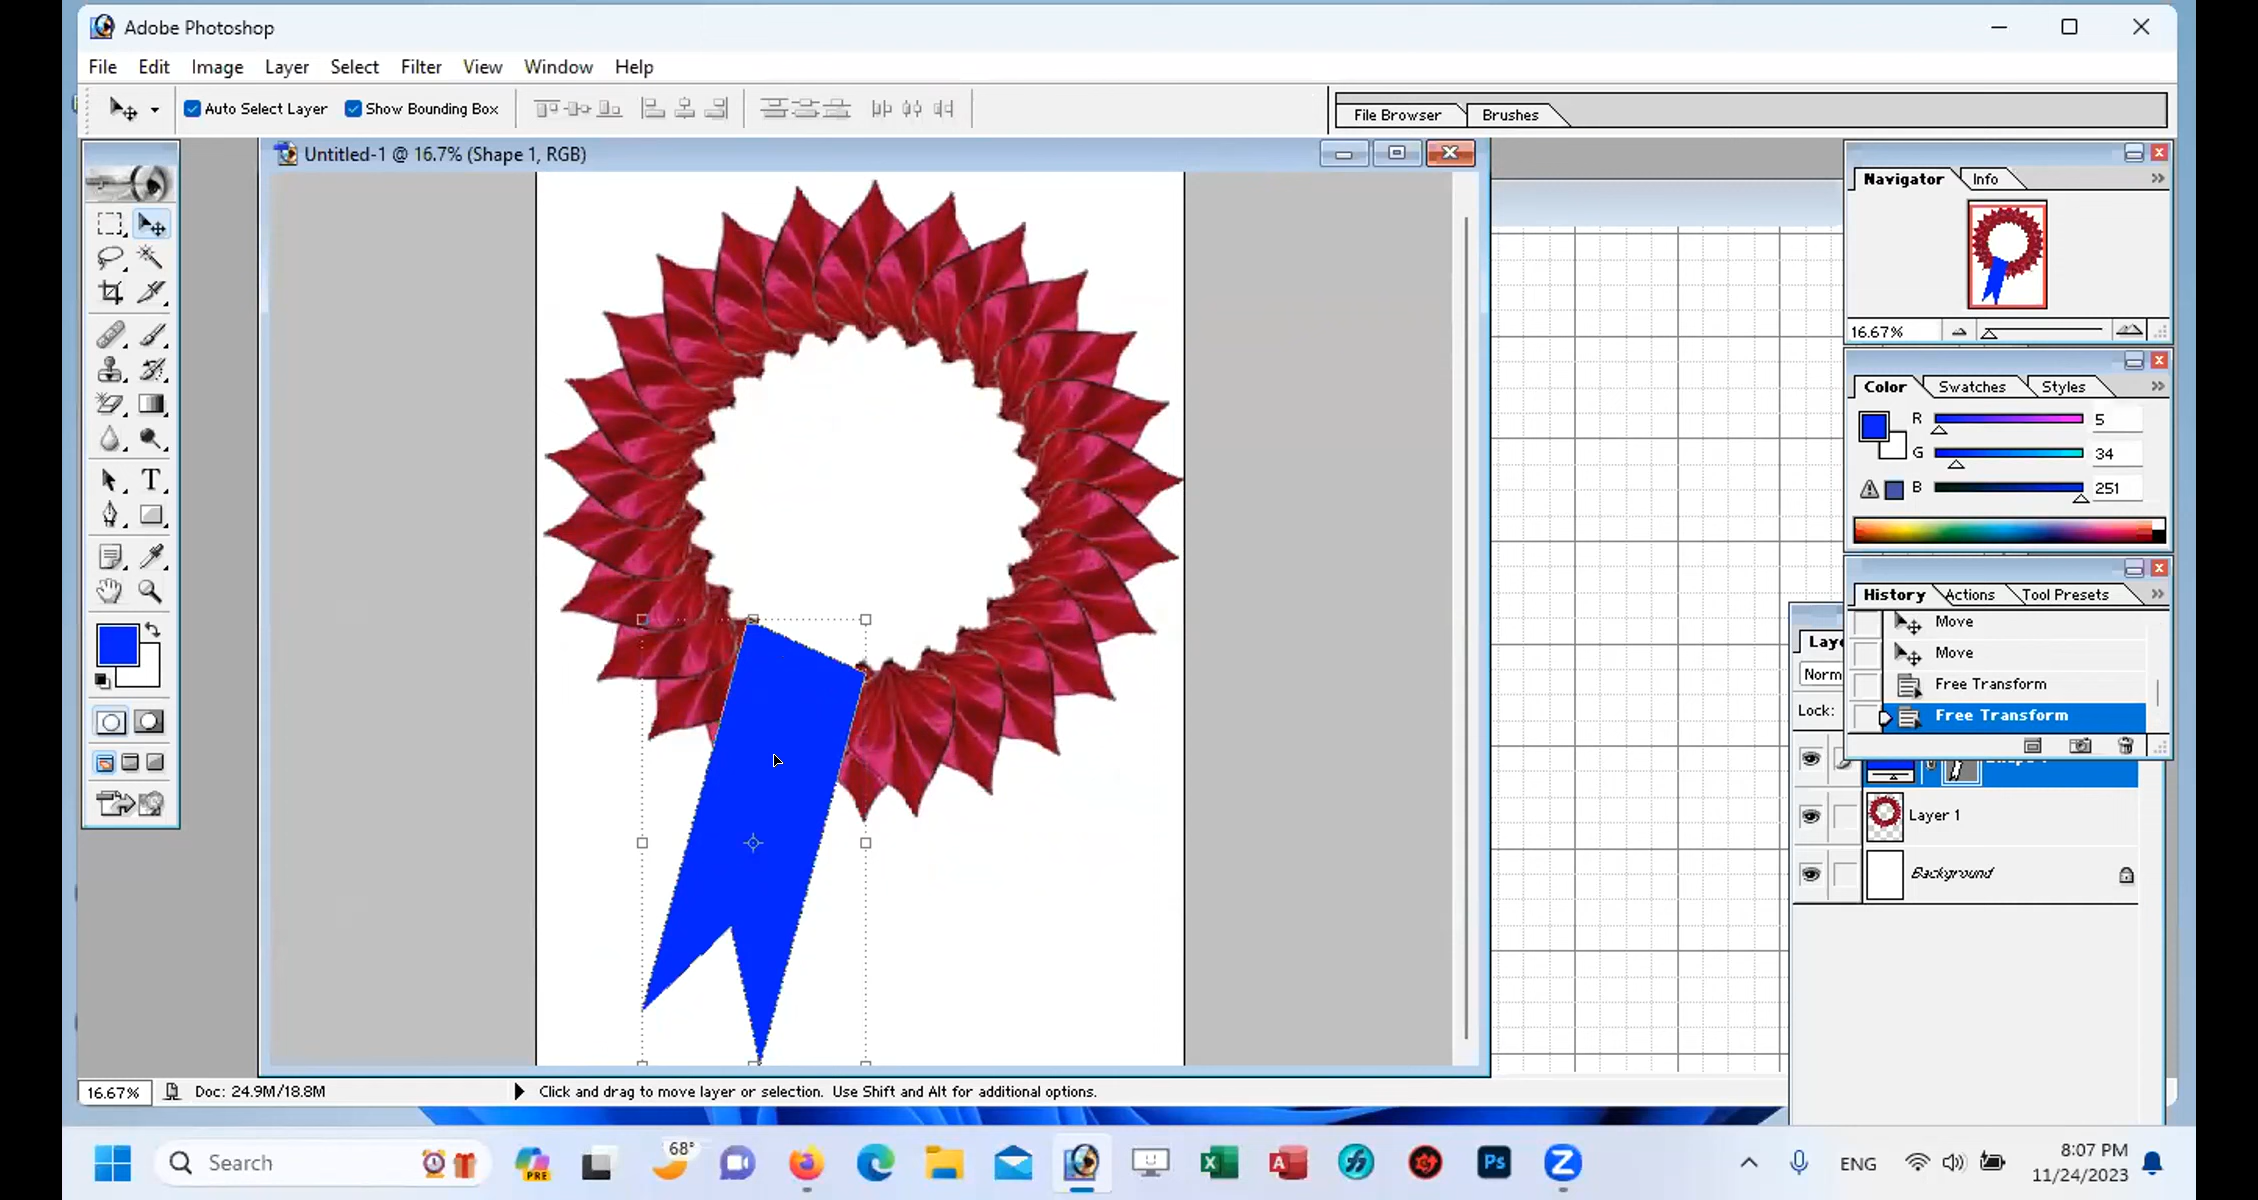 Adobe Photoshop
File Edit Image Layer Select Filter View Window Help
Auto Select Layer Show Bounding Box
File Browser Brushes
Untitled-1 @ 16.7% (Shape 1, RGB)
Navigator Info
16.67%
Color Swatches Styles
R 5
G 34
B 251
History Actions Tool Presets
Move
Move
Free Transform
Free Transform
Laye
Norm
Lock:
Layer 1
Background
16.67% Doc: 24.9M/18.8M Click and drag to move layer or selection. Use Shift and Alt for additional options.
Search
PRE
68°
X
A
Ps
Z
ENG
8:07 PM
11/24/2023